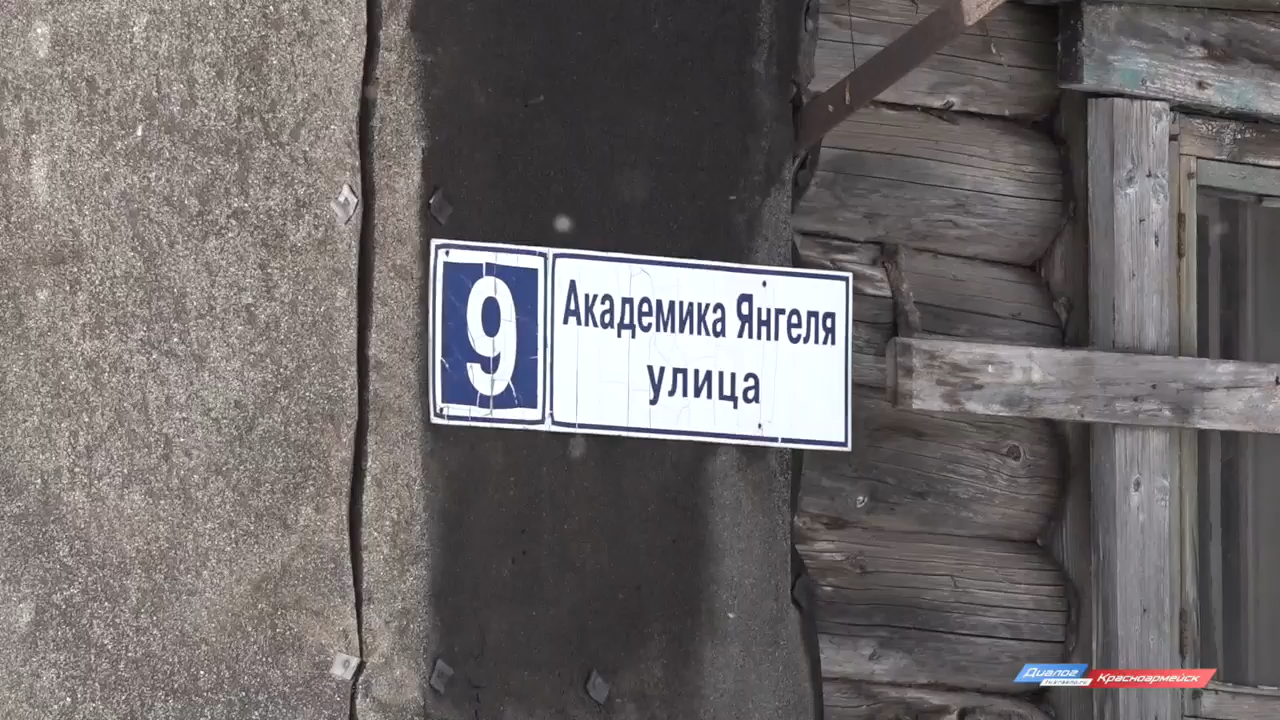 9
Академика Янгеля
улица
Диалог
Красноармейск